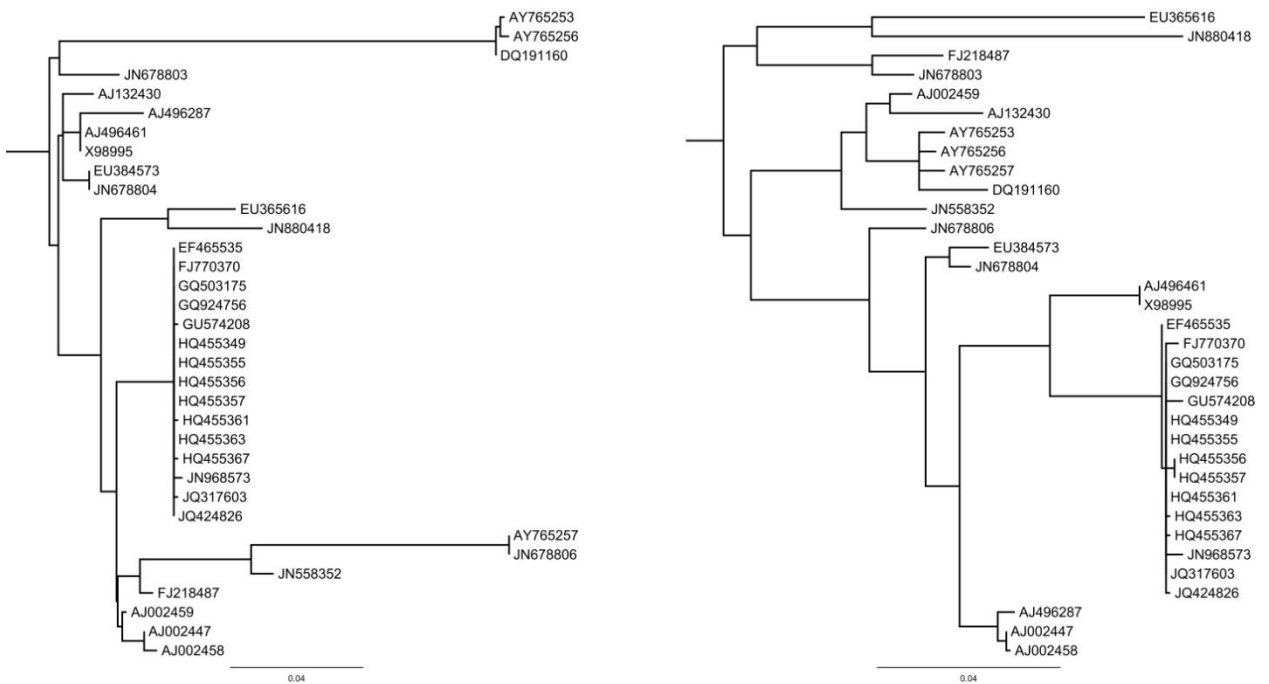 AY765253
AY765256
DQ191160
JN678803
AJ132430
AJ496287
AJ496461
X98995
EU384573
JN678804
EU365616
JN880418
EF465535
FJ770370
GQ503175
GQ924756
GU574208
HQ455349
HQ455355
HQ455356
HQ455357
HQ455361
HQ455363
HQ455367
JN968573
JQ317603
JQ424826
AY765257
JN678806
JN558352
FJ218487
AJ002459
AJ002447
AJ002458
0.04
EU365616
JN880418
FJ218487
JN678803
AJ002459
AJ132430
AY765253
AY765256
AY765257
DQ191160
JN558352
JN678806
EU384573
JN678804
AJ496461
X98995
EF465535
FJ770370
GQ503175
GQ924756
GU574208
HQ455349
HQ455355
HQ455356
HQ455357
HQ455361
HQ455363
HQ455367
JN968573
JQ317603
JQ424826
AJ496287
AJ002447
AJ002458
0.04